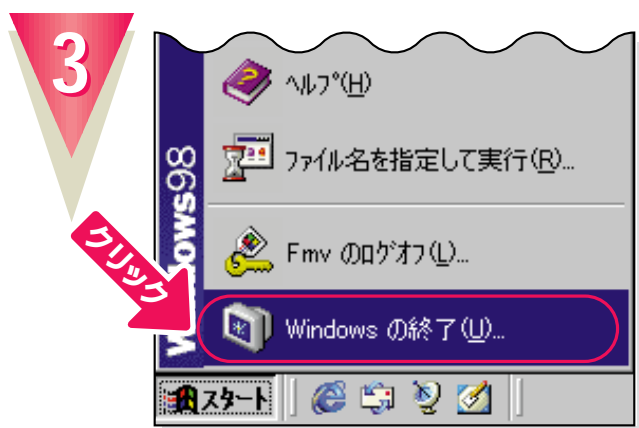 3
ヘルプ(H)
ファイル名を指定して実行(R)...
Fmv のログオフ(L)...
Windows の終了(U)...
Windows98
クリック
スタート